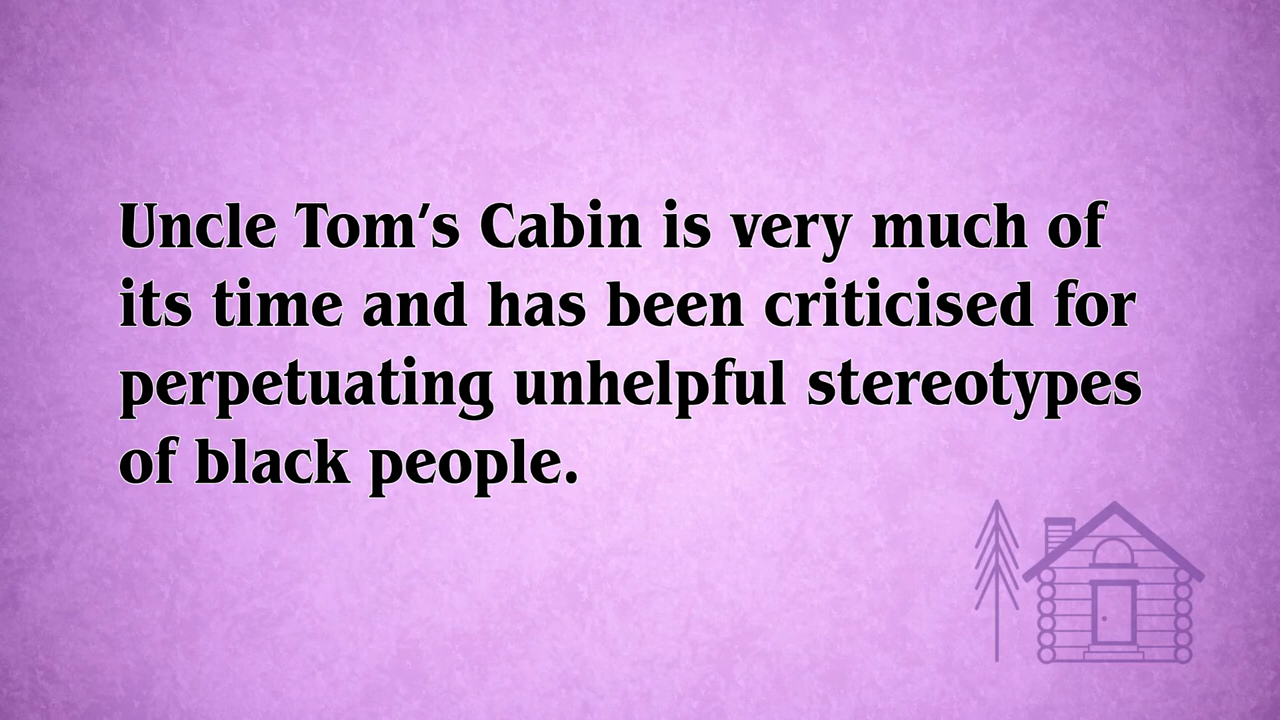 Uncle Tom’s Cabin is very much of
its time and has been criticised for
perpetuating unhelpful stereotypes
of black people.